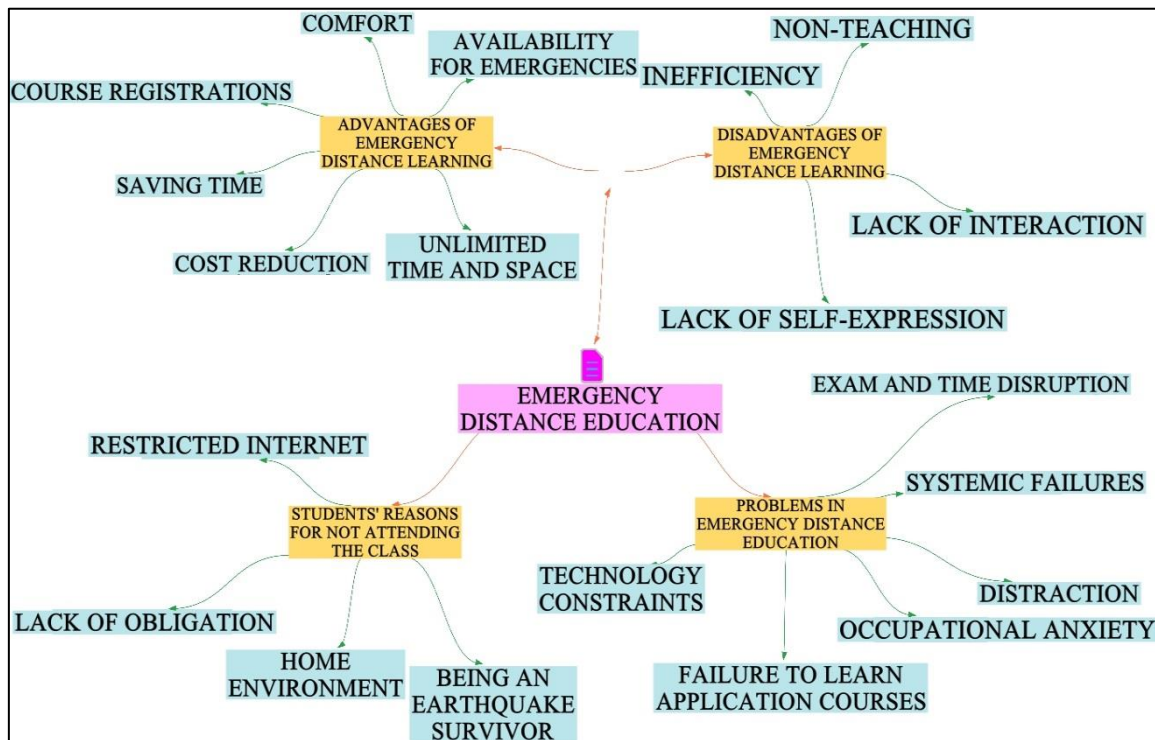 COMFORT
AVAILABILITY
FOR EMERGENCIES
COURSE REGISTRATIONS
ADVANTAGES OF
EMERGENCY
DISTANCE LEARNING
SAVING TIME
COST REDUCTION
UNLIMITED
TIME AND SPACE
NON-TEACHING
INEFFICIENCY
DISADVANTAGES OF
EMERGENCY
DISTANCE LEARNING
LACK OF INTERACTION
LACK OF SELF-EXPRESSION
EMERGENCY
DISTANCE EDUCATION
RESTRICTED INTERNET
STUDENTS' REASONS
FOR NOT ATTENDING
THE CLASS
LACK OF OBLIGATION
HOME
ENVIRONMENT
BEING AN
EARTHQUAKE
SURVIVOR
EXAM AND TIME DISRUPTION
SYSTEMIC FAILURES
PROBLEMS IN
EMERGENCY DISTANCE
EDUCATION
TECHNOLOGY
CONSTRAINTS
DISTRACTION
OCCUPATIONAL ANXIETY
FAILURE TO LEARN
APPLICATION COURSES